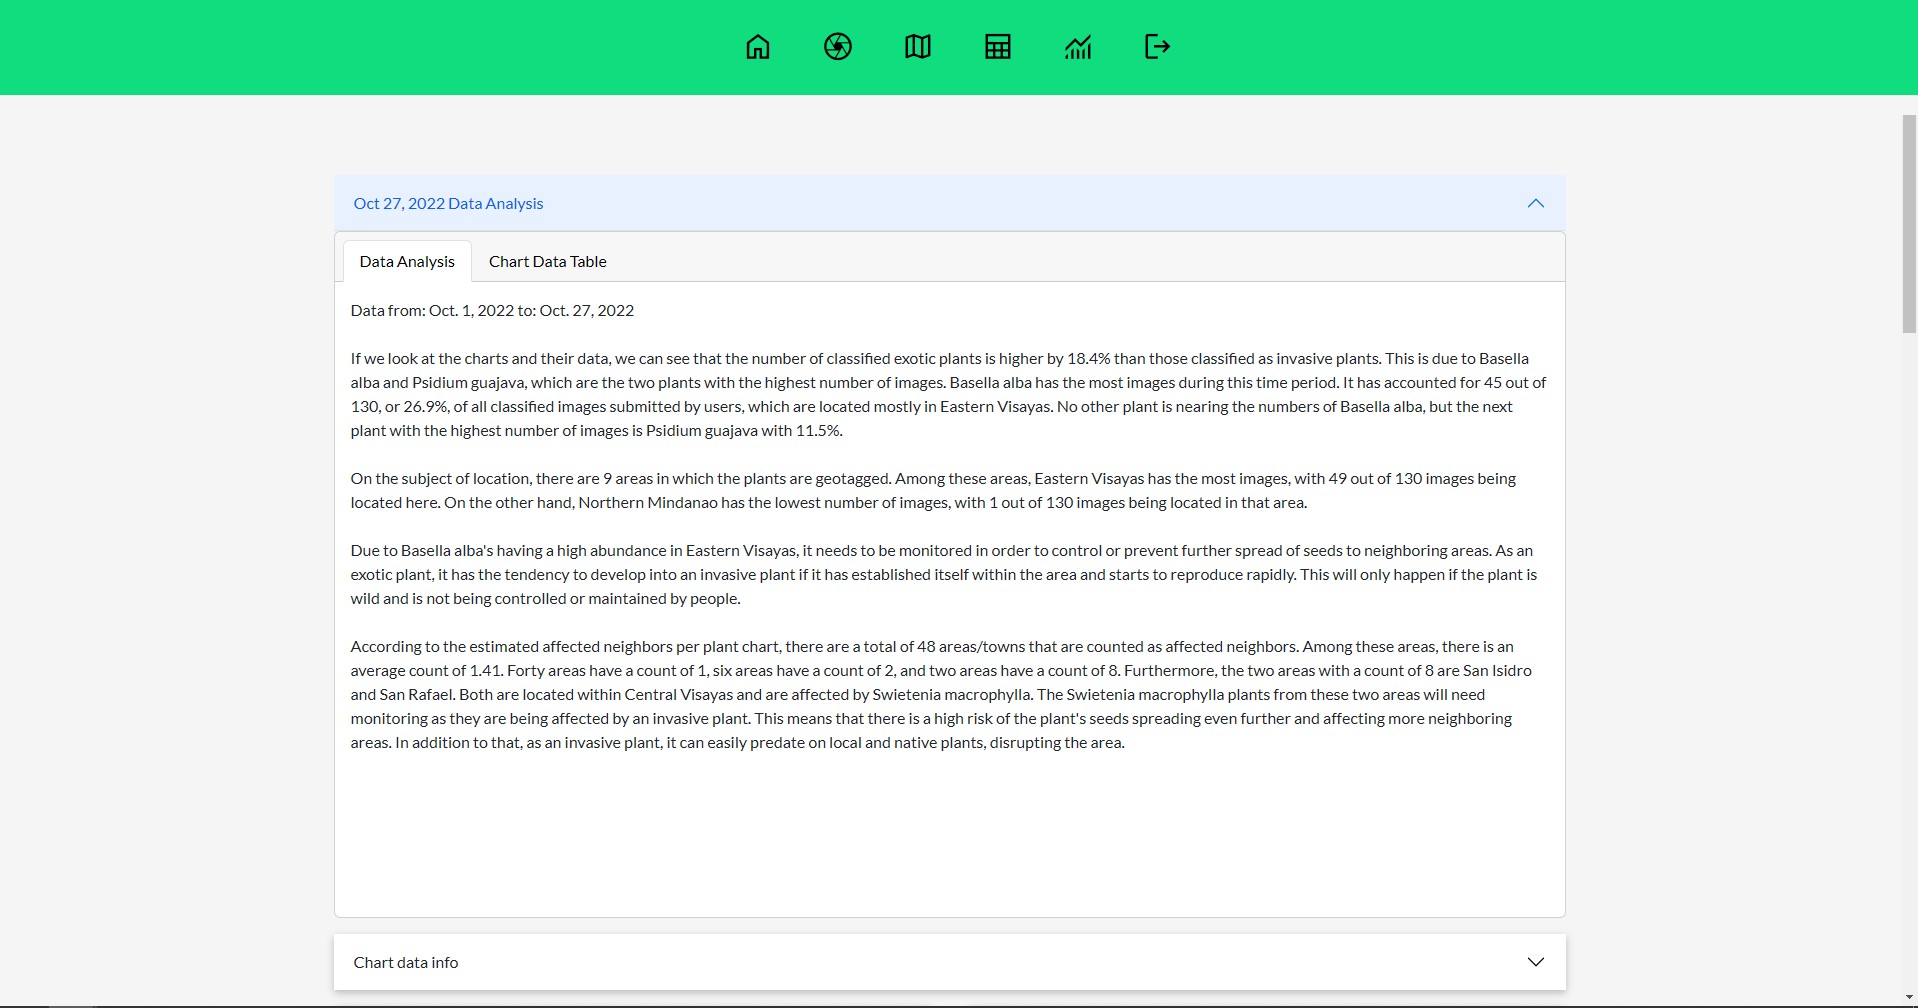 Oct 27, 2022 Data Analysis
Data Analysis
Chart Data Table
Data from: Oct. 1, 2022 to: Oct. 27, 2022
If we look at the charts and their data, we can see that the number of classified exotic plants is higher by 18.4% than those classified as invasive plants. This is due to Basella
alba and Psidium guajava, which are the two plants with the highest number of images. Basella alba has the most images during this time period. It has accounted for 45 out of
130, or 26.9%, of all classified images submitted by users, which are located mostly in Eastern Visayas. No other plant is nearing the numbers of Basella alba, but the next
plant with the highest number of images is Psidium guajava with 11.5%.
On the subject of location, there are 9 areas in which the plants are geotagged. Among these areas, Eastern Visayas has the most images, with 49 out of 130 images being
located here. On the other hand, Northern Mindanao has the lowest number of images, with 1 out of 130 images being located in that area.
Due to Basella alba's having a high abundance in Eastern Visayas, it needs to be monitored in order to control or prevent further spread of seeds to neighboring areas. As an
exotic plant, it has the tendency to develop into an invasive plant if it has established itself within the area and starts to reproduce rapidly. This will only happen if the plant is
wild and is not being controlled or maintained by people.
According to the estimated affected neighbors per plant chart, there are a total of 48 areas/towns that are counted as affected neighbors. Among these areas, there is an
average count of 1.41. Forty areas have a count of 1, six areas have a count of 2, and two areas have a count of 8. Furthermore, the two areas with a count of 8 are San Isidro
and San Rafael. Both are located within Central Visayas and are affected by Swietenia macrophylla. The Swietenia macrophylla plants from these two areas will need
monitoring as they are being affected by an invasive plant. This means that there is a high risk of the plant's seeds spreading even further and affecting more neighboring
areas. In addition to that, as an invasive plant, it can easily predate on local and native plants, disrupting the area.
Chart data info